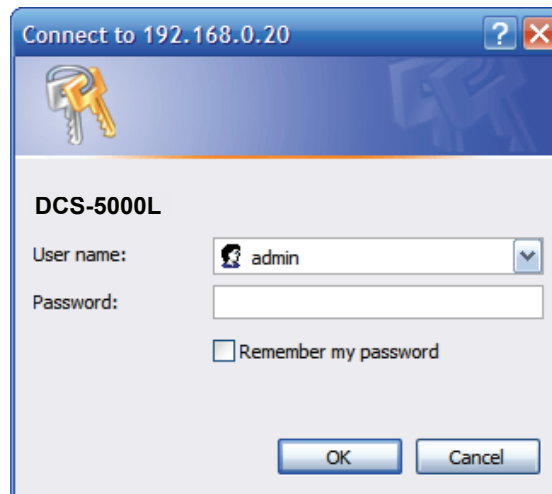 Connect to 192.168.0.20
DCS-5000L
User name:
admin
Password:
Remember my password
OK
Cancel